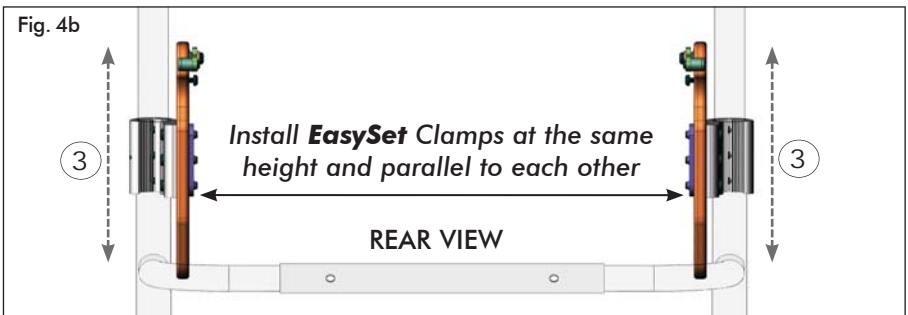 Fig. 4b
Install EasySet Clamps at the same
height and parallel to each other
3
3
REAR VIEW